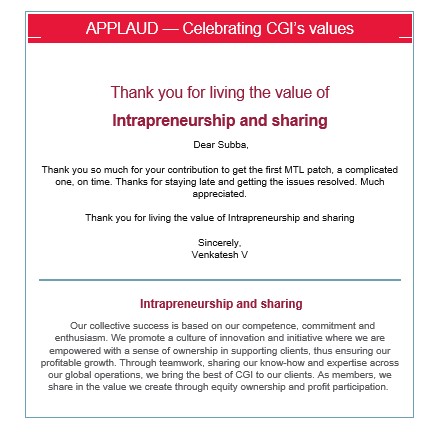 APPLAUD — Celebrating CGI's values
Thank you for living the value of
Intrapreneurship and sharing
Dear Subba,
Thank you so much for your contribution to get the first MTL patch, a complicated
one, on time. Thanks for staying late and getting the issues resolved. Much
appreciated.
Thank you for living the value of Intrapreneurship and sharing
Sincerely,
Venkatesh V
Intrapreneurship and sharing
Our collective success is based on our competence, commitment and
enthusiasm. We promote a culture of innovation and initiative where we are
empowered with a sense of ownership in supporting clients, thus ensuring our
profitable growth. Through teamwork, sharing our know-how and expertise across
our global operations, we bring the best of CGI to our clients. As members, we
share in the value we create through equity ownership and profit participation.